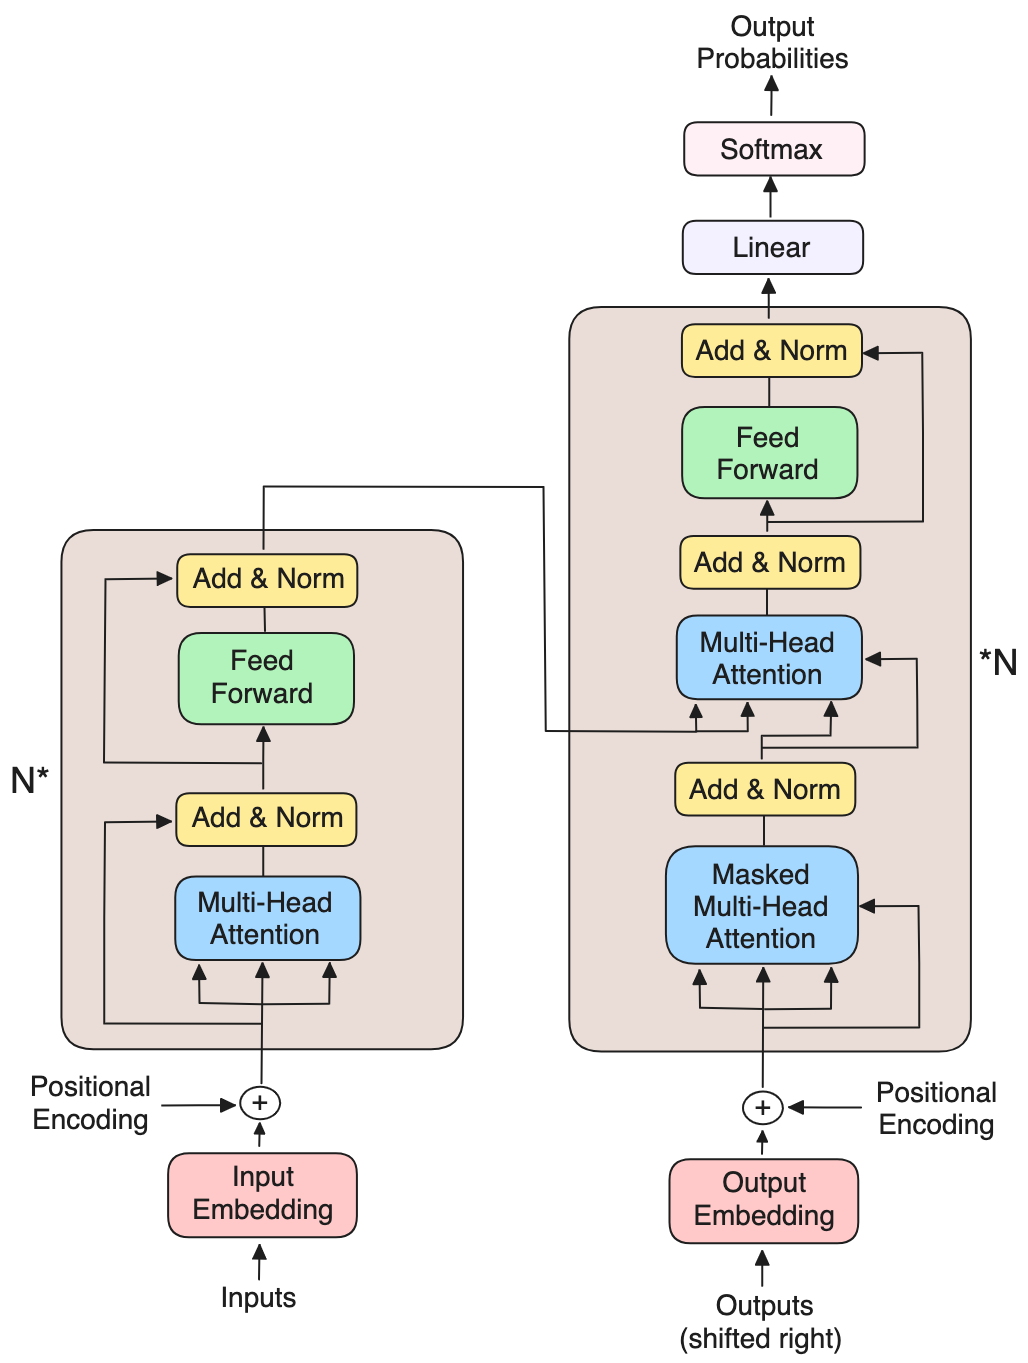 Output
Probabilities
Softmax
Linear
Add & Norm
Feed
Forward
Add & Norm
Multi-Head
Attention
*N
Add & Norm
Masked
Multi-Head
Attention
Positional
Encoding
+
Output
Embedding
Outputs
(shifted right)
Add & Norm
Feed
Forward
N*
Add & Norm
Multi-Head
Attention
Positional
Encoding
+
Input
Embedding
Inputs